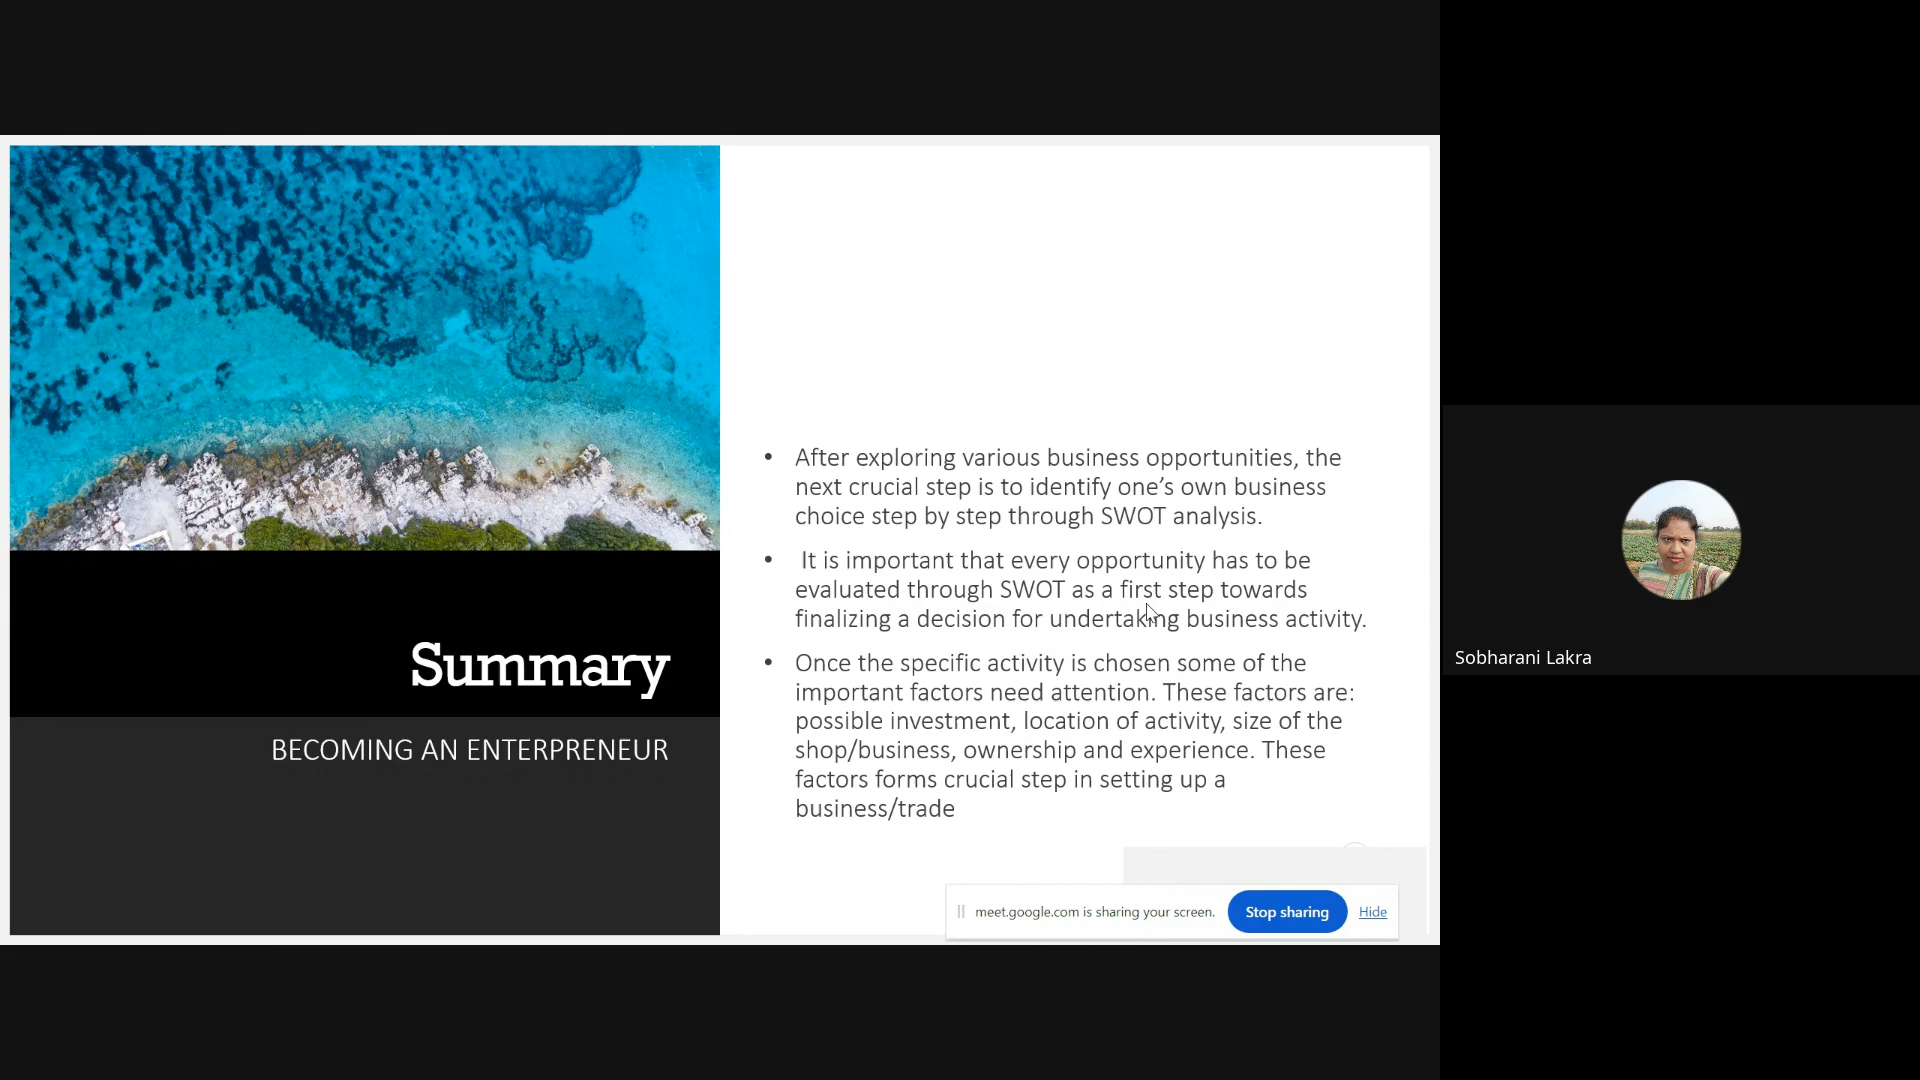 Summary
BECOMING AN ENTERPRENEUR
• After exploring various business opportunities, the
next crucial step is to identify one’s own business
choice step by step through SWOT analysis.
• It is important that every opportunity has to be
evaluated through SWOT as a first step towards
finalizing a decision for undertaking business activity.
• Once the specific activity is chosen some of the
important factors need attention. These factors are:
possible investment, location of activity, size of the
shop/business, ownership and experience. These
factors forms crucial step in setting up a
business/trade
meet.google.com is sharing your screen. Stop sharing Hide
Sobharani Lakra